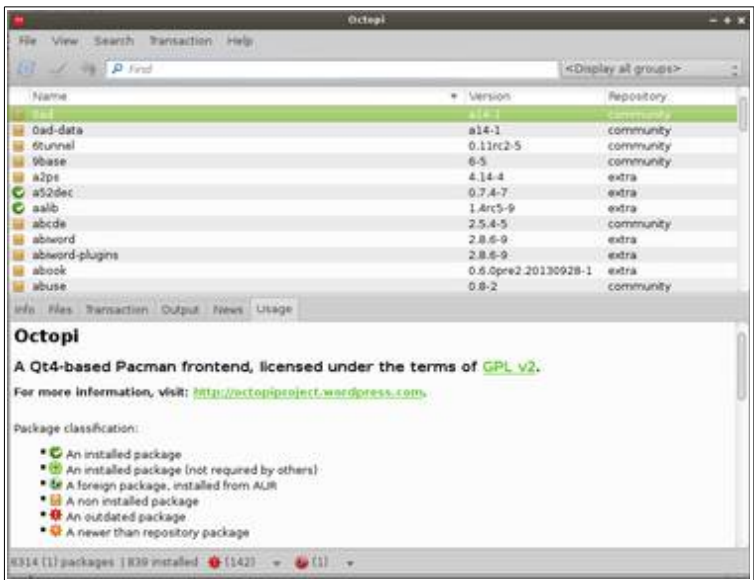 Octopi
File View Search Transaction Help
Find <Display all groups>
Name Version Repository
0ad a14-1 community
0ad-data a14-1 community
6tunnel 0.11rc2-5 community
9base 6-5 community
a2ps 4.14-4 extra
a52dec 0.7.4-7 extra
aalib 1.4rc5-9 extra
abcde 2.5.4-5 community
abiword 2.8.6-9 extra
abiword-plugins 2.8.6-9 extra
abook 0.6.0pre2.20130928-1 extra
abuse 0.8-2 community
Info Files Transaction Output News Usage
Octopi
A Qt4-based Pacman frontend, licensed under the terms of GPL v2.
For more information, visit: http://octopiproject.wordpress.com.
Package classification:
An installed package
An installed package (not required by others)
A foreign package, installed from AUR
A non installed package
An outdated package
A newer than repository package
6314 (1) packages | 839 installed (142) (1)